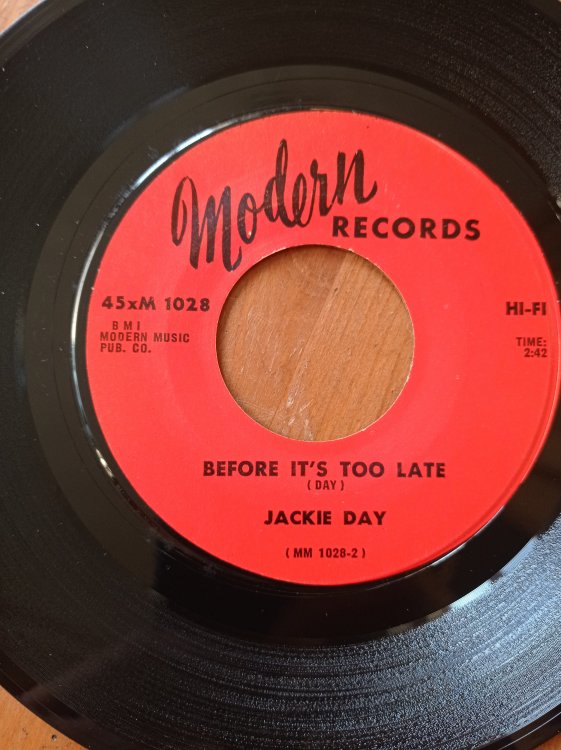 Modern
RECORDS
45xM 1028
HI-FI
B M I
MODERN MUSIC
PUB. CO.
TIME:
2:42
BEFORE IT'S TOO LATE
( DAY )
JACKIE DAY
( MM 1028-2 )